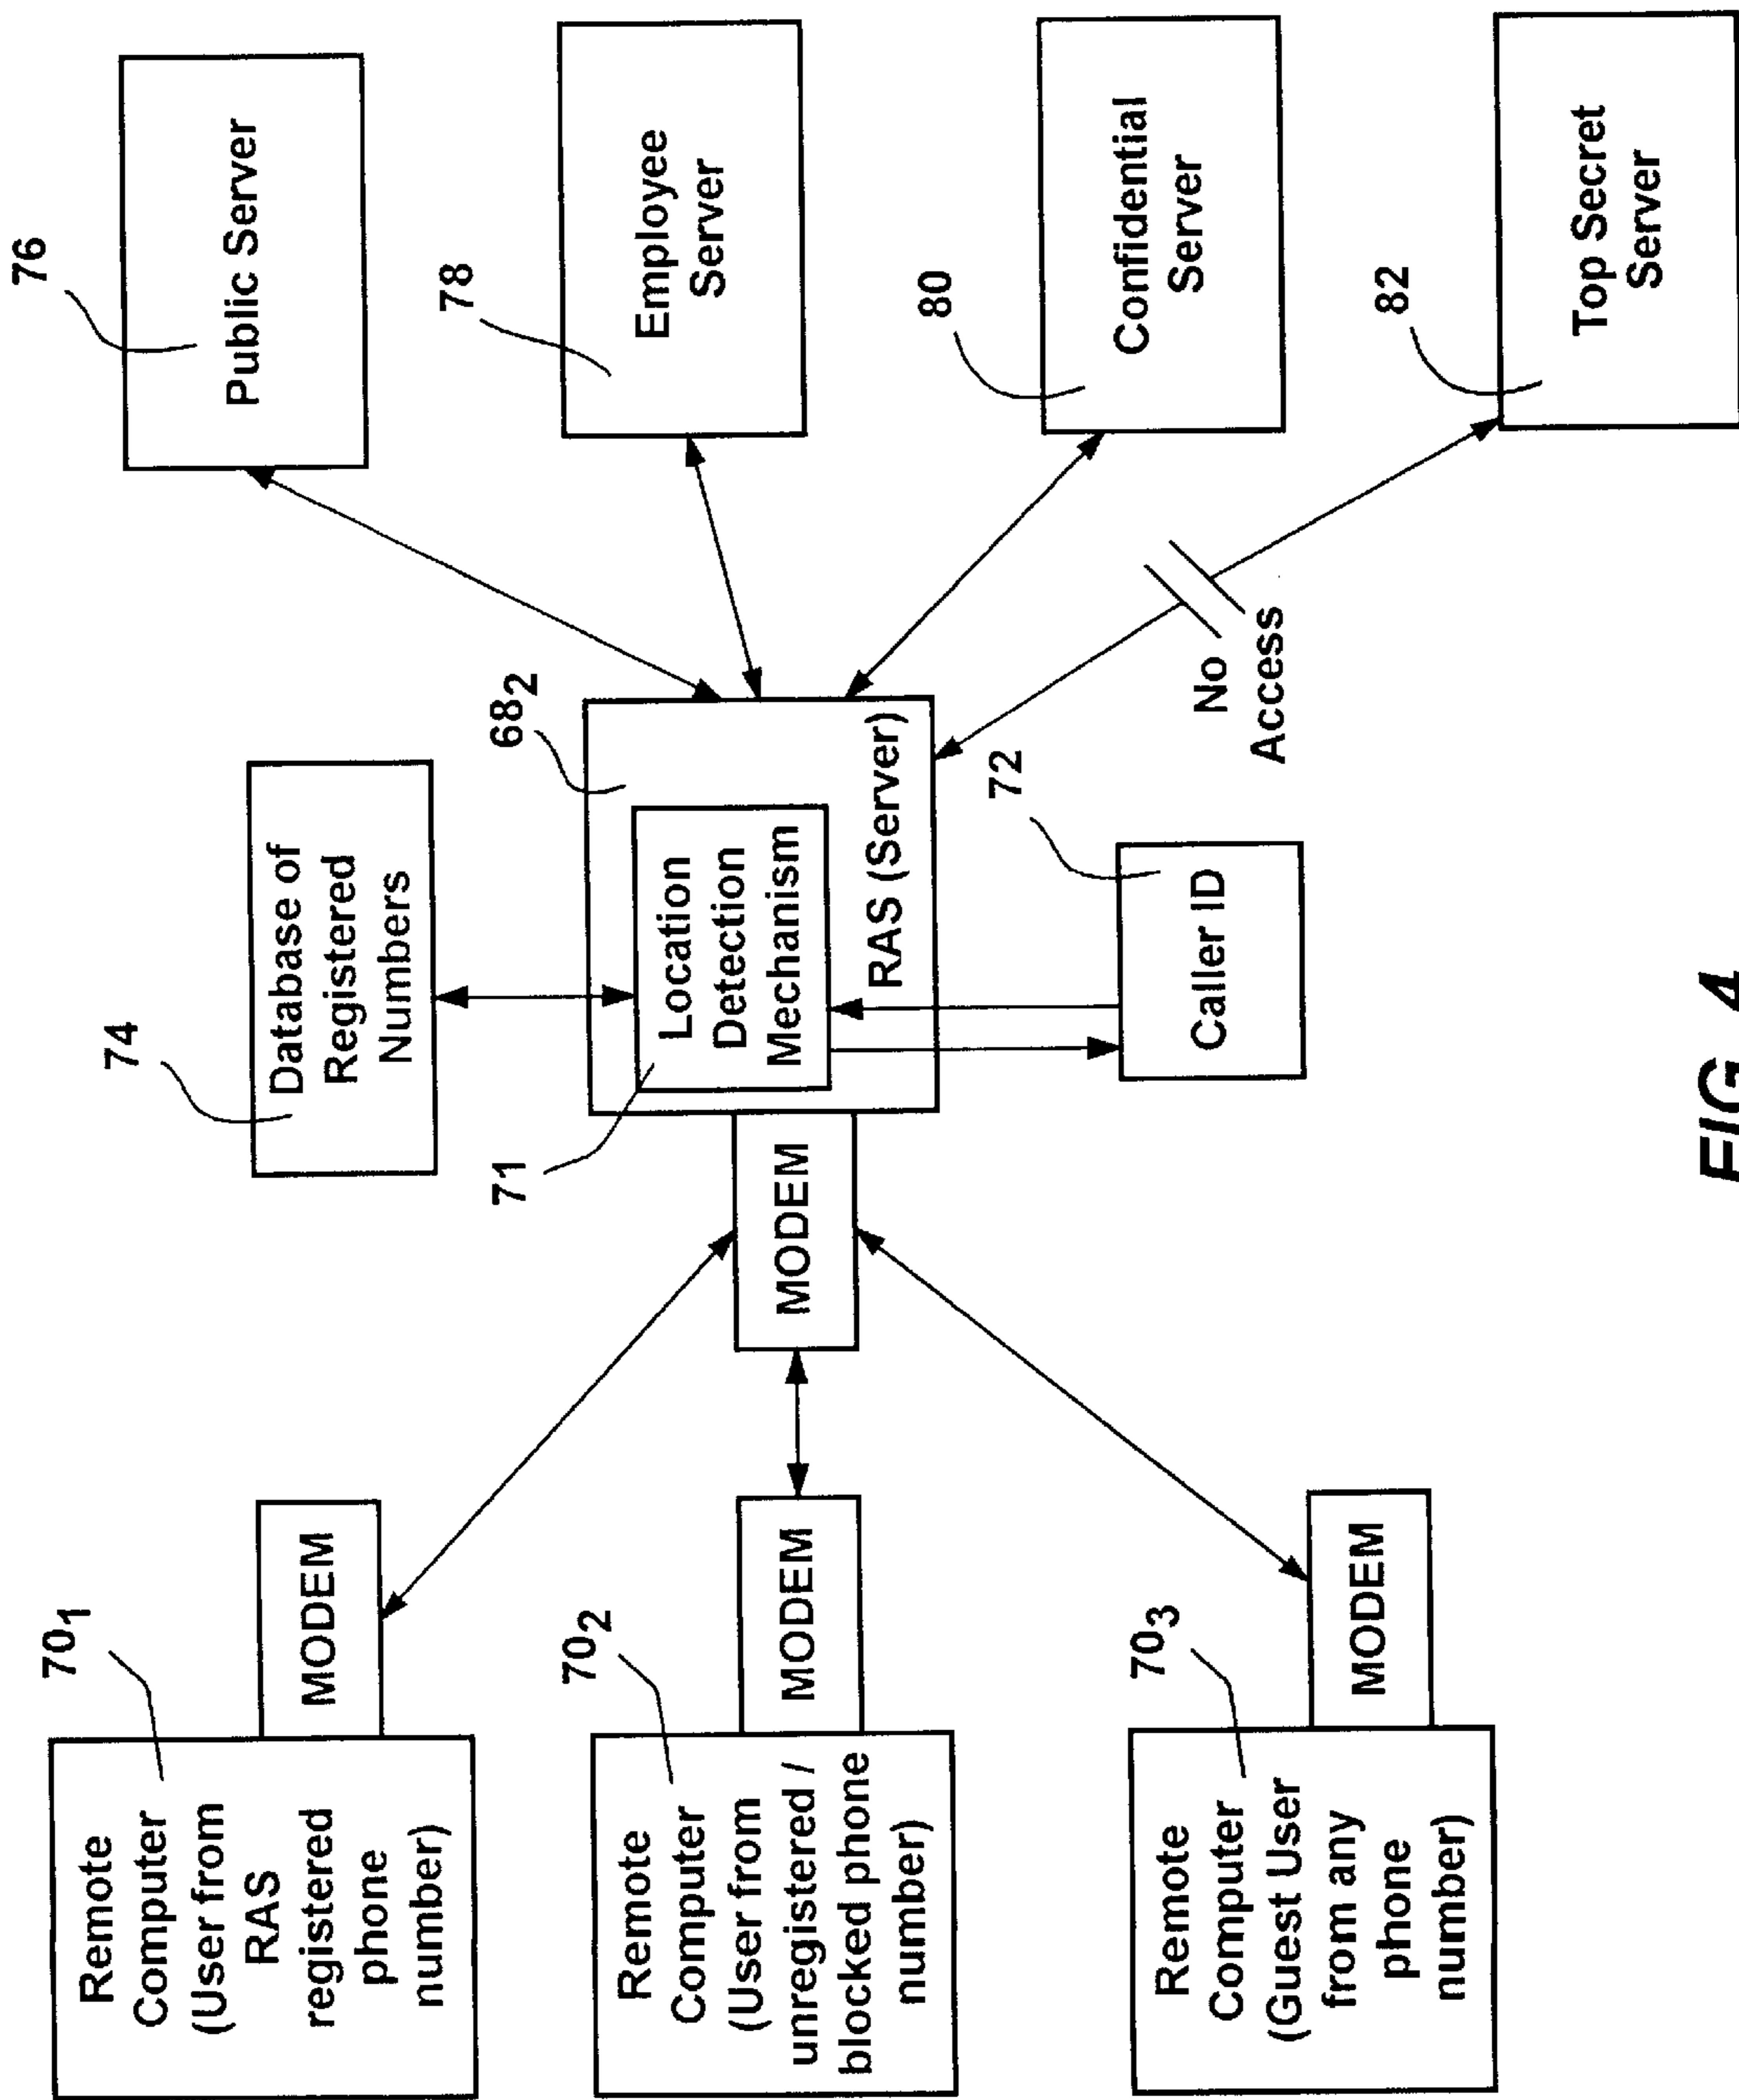 70₁
Remote
Computer
(User from
RAS
registered
phone
number)
MODEM
70₂
Remote
Computer
(User from
unregistered /
blocked phone
number)
MODEM
70₃
Remote
Computer
(Guest User
from any
phone
number)
MODEM
74
Database of
Registered
Numbers
68₂
71
MODEM
Location
Detection
Mechanism
RAS (Server)
72
Caller ID
76
Public Server
78
Employee
Server
80
Confidential
Server
No
Access
82
Top Secret
Server
FIG. 4